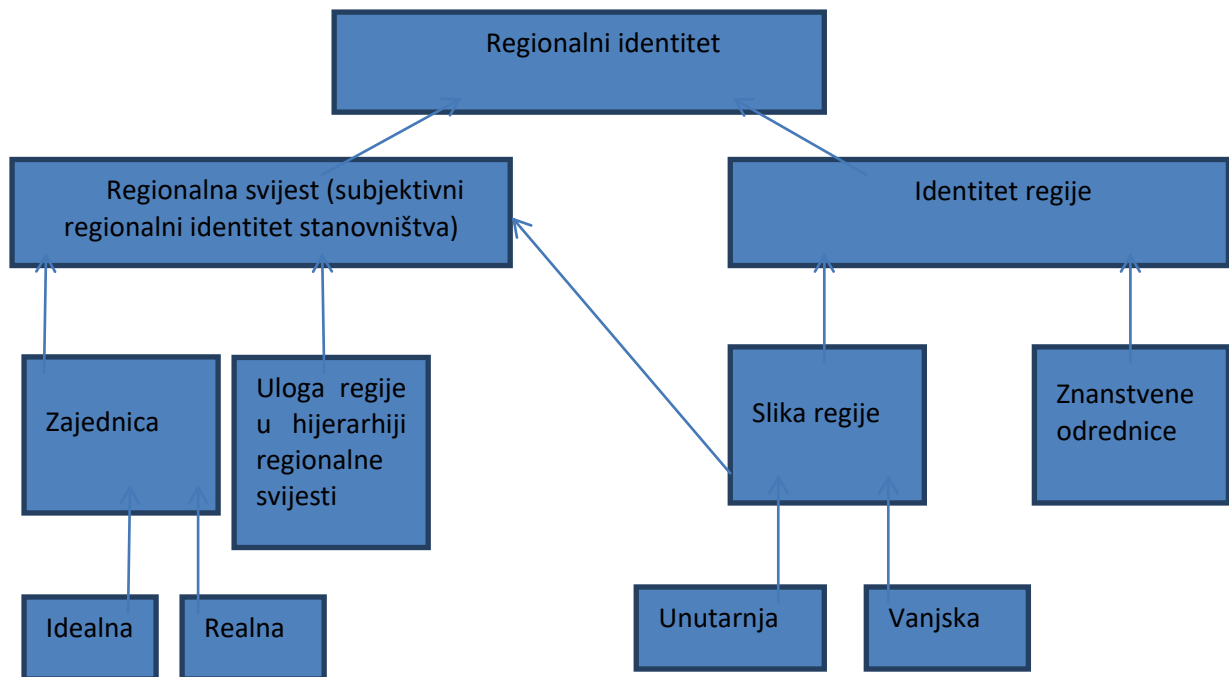 Regionalni identitet
Regionalna svijest (subjektivni
regionalni identitet stanovništva)
Identitet regije
Zajednica
Uloga regije
u hijerarhiji
regionalne
svijesti
Slika regije
Znanstvene
odrednice
Idealna
Realna
Unutarnja
Vanjska